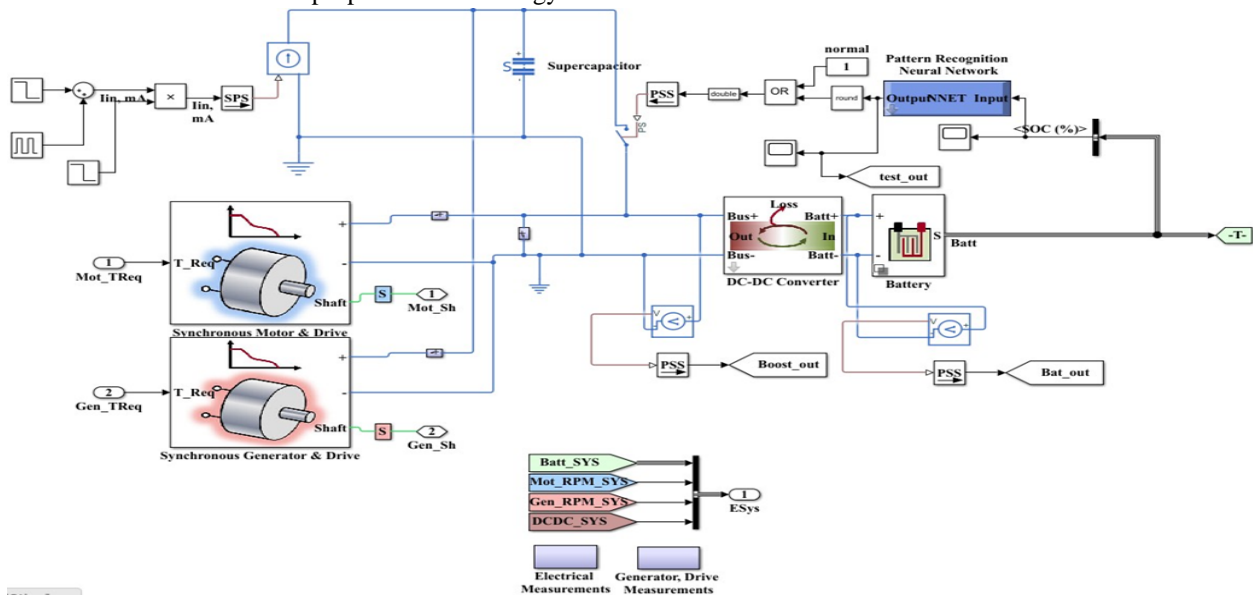 normal
Pattern Recognition
Neural Network
Supercapacitor
1
S
PSS
double
OR
round
Output
NNET
Input
Iin, mA
×
SPS
Iin,
mA
PS
<SOC (%)>
test_out
Loss
Bus+
Batt+
+
Out
In
S
Batt
-T-
Bus-
Batt-
-
DC-DC Converter
Battery
+
1
T_Req
-
Mot_TReq
Shaft
S
1
Mot_Sh
Synchronous Motor & Drive
V
+
V
+
PSS
Boost_out
PSS
Bat_out
+
2
T_Req
-
Gen_TReq
Shaft
S
2
Gen_Sh
Synchronous Generator & Drive
Batt_SYS
Mot_RPM_SYS
Gen_RPM_SYS
DCDC_SYS
1
ESys
Electrical
Measurements
Generator, Drive
Measurements